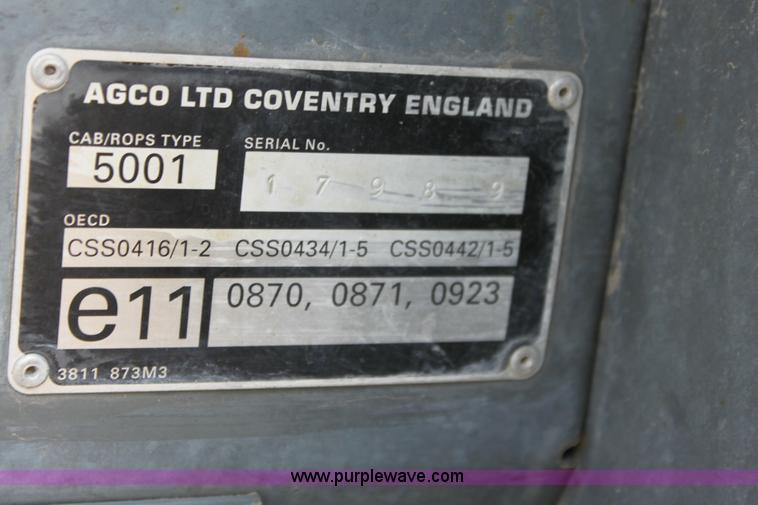 AGCO LTD COVENTRY ENGLAND
CAB/ROPS TYPE
5001
SERIAL No.
1 7 9 8 9
OECD
CSS0416/1-2 CSS0434/1-5 CSS0442/1-5
e11 0870, 0871, 0923
3811 873M3
www.purplewave.com